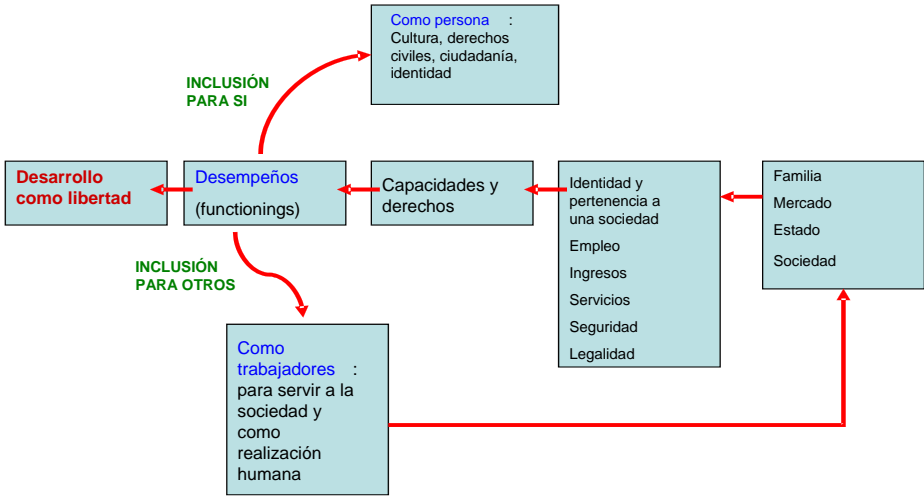 Como persona :
Cultura, derechos
civiles, ciudadanía,
identidad
INCLUSIÓN
PARA SI
Desarrollo
como libertad
Desempeños
(functionings)
Capacidades y
derechos
Identidad y
pertenencia a
una sociedad
Empleo
Ingresos
Servicios
Seguridad
Legalidad
Familia
Mercado
Estado
Sociedad
INCLUSIÓN
PARA OTROS
Como
trabajadores :
para servir a la
sociedad y
como
realización
humana